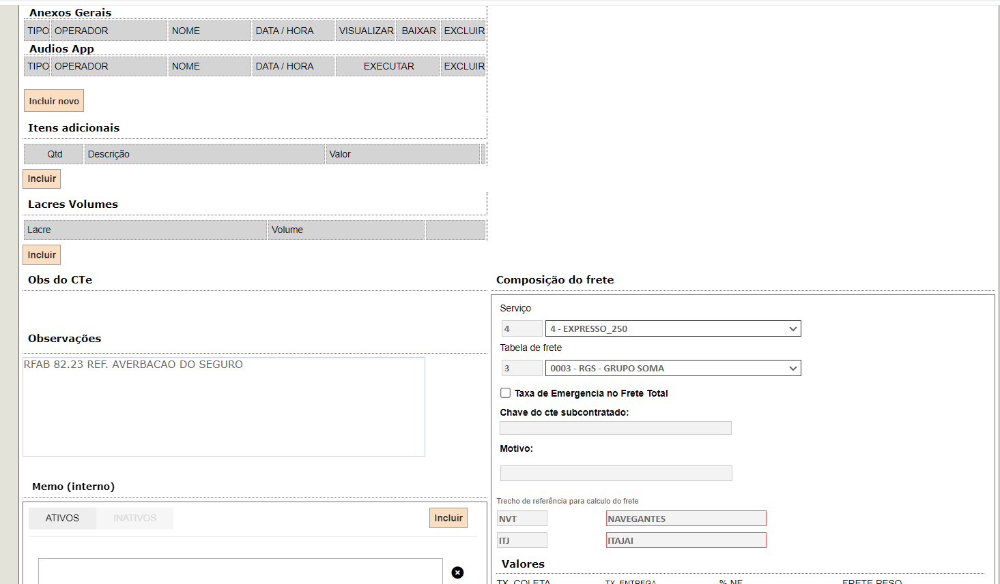 Anexos Gerais
TIPO OPERADOR NOME DATA / HORA VISUALIZAR BAIXAR EXCLUIR
Audios App
TIPO OPERADOR NOME DATA / HORA EXECUTAR EXCLUIR
Incluir novo
Itens adicionais
Qtd Descrição Valor
Incluir
Lacres Volumes
Lacre Volume
Incluir
Obs do CTe
Observações
RFAB 82.23 REF. AVERBACAO DO SEGURO
Memo (interno)
ATIVOS INATIVOS Incluir
Composição do frete
Serviço
4 4 - EXPRESSO_250
Tabela de frete
3 0003 - RGS - GRUPO SOMA
Taxa de Emergencia no Frete Total
Chave do cte subcontratado:
Motivo:
Trecho de referência para calculo do frete
NVT NAVEGANTES
ITJ ITAJAI
Valores
TX. COLETA TX. ENTREGA % NF FRETE PESO